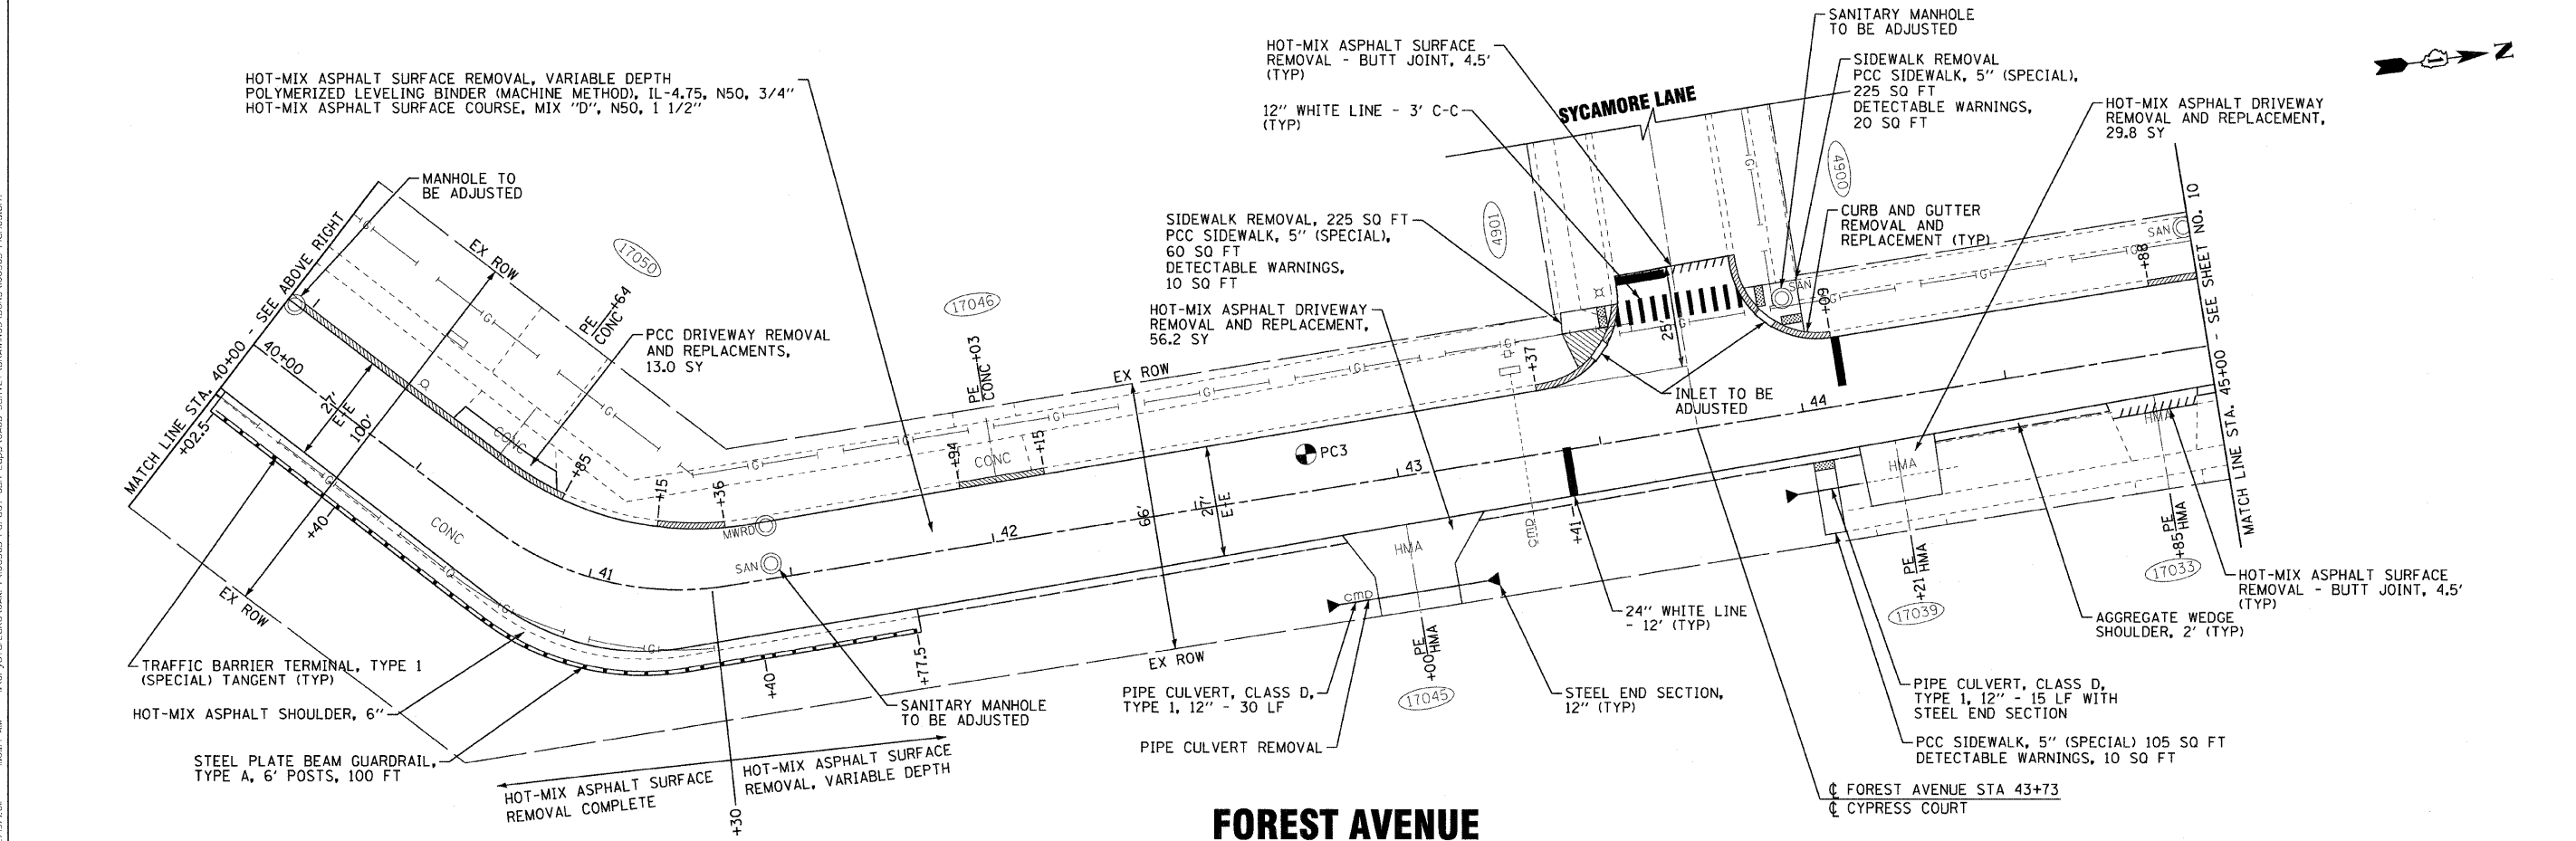 HOT-MIX ASPHALT SURFACE REMOVAL, VARIABLE DEPTH
POLYMERIZED LEVELING BINDER (MACHINE METHOD), IL-4.75, N50, 3/4"
HOT-MIX ASPHALT SURFACE COURSE, MIX "D", N50, 1 1/2"
MANHOLE TO
BE ADJUSTED
HOT-MIX ASPHALT SURFACE
REMOVAL - BUTT JOINT, 4.5'
(TYP)
12" WHITE LINE - 3' C-C
(TYP)
SYCAMORE LANE
SANITARY MANHOLE
TO BE ADJUSTED
SIDEWALK REMOVAL
PCC SIDEWALK, 5" (SPECIAL),
225 SQ FT
DETECTABLE WARNINGS,
20 SQ FT
HOT-MIX ASPHALT DRIVEWAY
REMOVAL AND REPLACEMENT,
29.8 SY
N
SIDEWALK REMOVAL, 225 SQ FT
PCC SIDEWALK, 5" (SPECIAL),
60 SQ FT
DETECTABLE WARNINGS,
10 SQ FT
HOT-MIX ASPHALT DRIVEWAY
REMOVAL AND REPLACEMENT,
56.2 SY
CURB AND GUTTER
REMOVAL AND
REPLACEMENT (TYP)
4901
4900
INLET TO BE
ADJUSTED
25'
+37
+09
+88
SAN
SAN
MATCH LINE STA. 45+00 - SEE SHEET NO. 10
MATCH LINE STA. 40+00 - SEE ABOVE RIGHT
+02.5
40+00
27'
E-E
100'
EX ROW
17050
PE
CONC
+64
PCC DRIVEWAY REMOVAL
AND REPLACMENTS,
13.0 SY
CONC
+85
+15
+36
MWRD
SAN
17046
PE
CONC
+03
+94
CONC
+15
EX ROW
66'
27'
E-E
PC3
41
42
43
44
CONC
+40
EX ROW
TRAFFIC BARRIER TERMINAL, TYPE 1
(SPECIAL) TANGENT (TYP)
HOT-MIX ASPHALT SHOULDER, 6"
STEEL PLATE BEAM GUARDRAIL,
TYPE A, 6' POSTS, 100 FT
+40
+77.5
SANITARY MANHOLE
TO BE ADJUSTED
HOT-MIX ASPHALT SURFACE
REMOVAL COMPLETE
HOT-MIX ASPHALT SURFACE
REMOVAL, VARIABLE DEPTH
+30
EX ROW
PIPE CULVERT, CLASS D,
TYPE 1, 12" - 30 LF
PIPE CULVERT REMOVAL
HMA
CMP
CMP
+00
PE
HMA
17045
STEEL END SECTION,
12" (TYP)
+41
24" WHITE LINE
- 12' (TYP)
HMA
+21
PE
HMA
17039
HMA
+85
PE
HMA
17033
HOT-MIX ASPHALT SURFACE
REMOVAL - BUTT JOINT, 4.5'
(TYP)
AGGREGATE WEDGE
SHOULDER, 2' (TYP)
PIPE CULVERT, CLASS D,
TYPE 1, 12" - 15 LF WITH
STEEL END SECTION
PCC SIDEWALK, 5" (SPECIAL) 105 SQ FT
DETECTABLE WARNINGS, 10 SQ FT
℄ FOREST AVENUE STA 43+73
℄ CYPRESS COURT
FOREST AVENUE